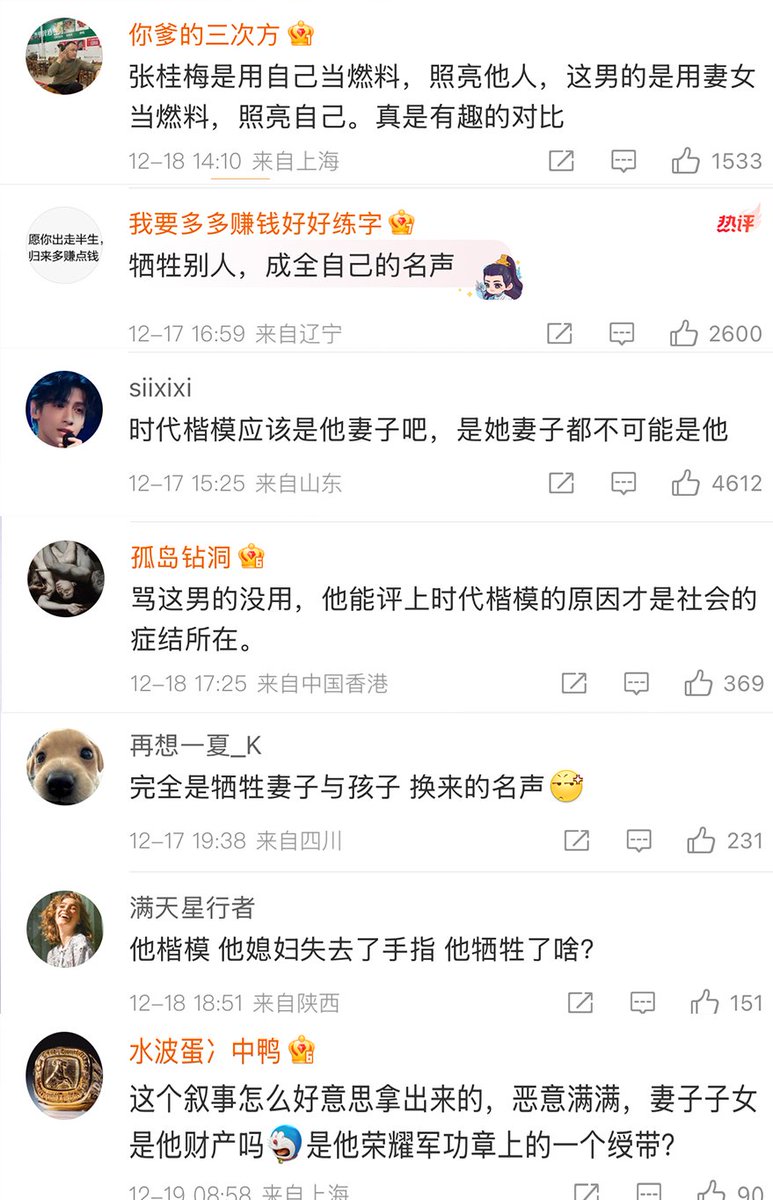 你爹的三次方
张桂梅是用自己当燃料，照亮他人，这男的是用妻女
当燃料，照亮自己。真是有趣的对比
12-18 14:10 来自上海 1533
我要多多赚钱好好练字 热评
愿你出走半生，
归来多赚点钱
牺牲别人，成全自己的名声
12-17 16:59 来自辽宁 2600
siixixi
时代楷模应该是他妻子吧，是她妻子都不可能是他
12-17 15:25 来自山东 4612
孤岛钻洞
骂这男的没用，他能评上时代楷模的原因才是社会的
症结所在。
12-18 17:25 来自中国香港 369
再想一夏_K
完全是牺牲妻子与孩子 换来的名声
12-17 19:38 来自四川 231
满天星行者
他楷模 他媳妇失去了手指 他牺牲了啥？
12-18 18:51 来自陕西 151
水波蛋冫中鸭
这个叙事怎么好意思拿出来的，恶意满满，妻子子女
是他财产吗 是他荣耀军功章上的一个绶带？
12-19 08:58 来自上海 90